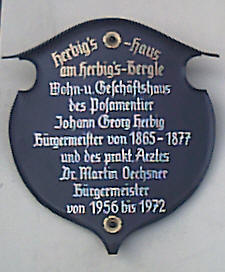 Herbig's-Haus
am Herbig's-Bergle
Wohn-u. Geschäftshaus
des Posamentier
Johann Georg Herbig
Bürgermeister von 1865-1877
und des prakt. Arztes
Dr. Martin Oechsner
Bürgermeister
von 1956 bis 1972